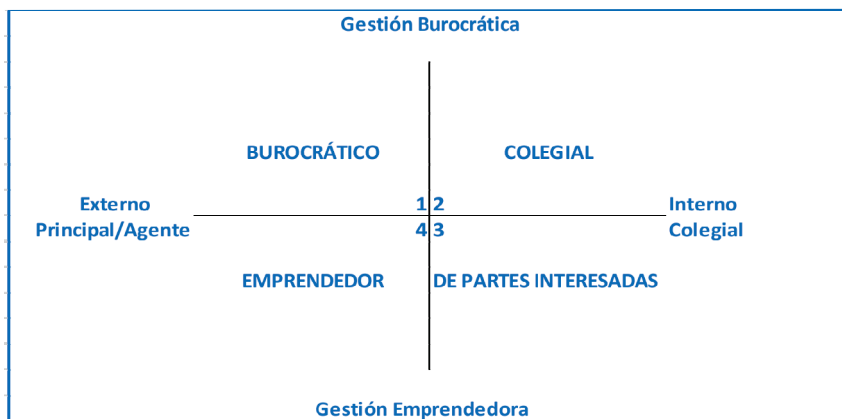 Gestión Burocrática
BUROCRÁTICO COLEGIAL
Externo 1 2 Interno
Principal/Agente 4 3 Colegial
EMPRENDEDOR DE PARTES INTERESADAS
Gestión Emprendedora